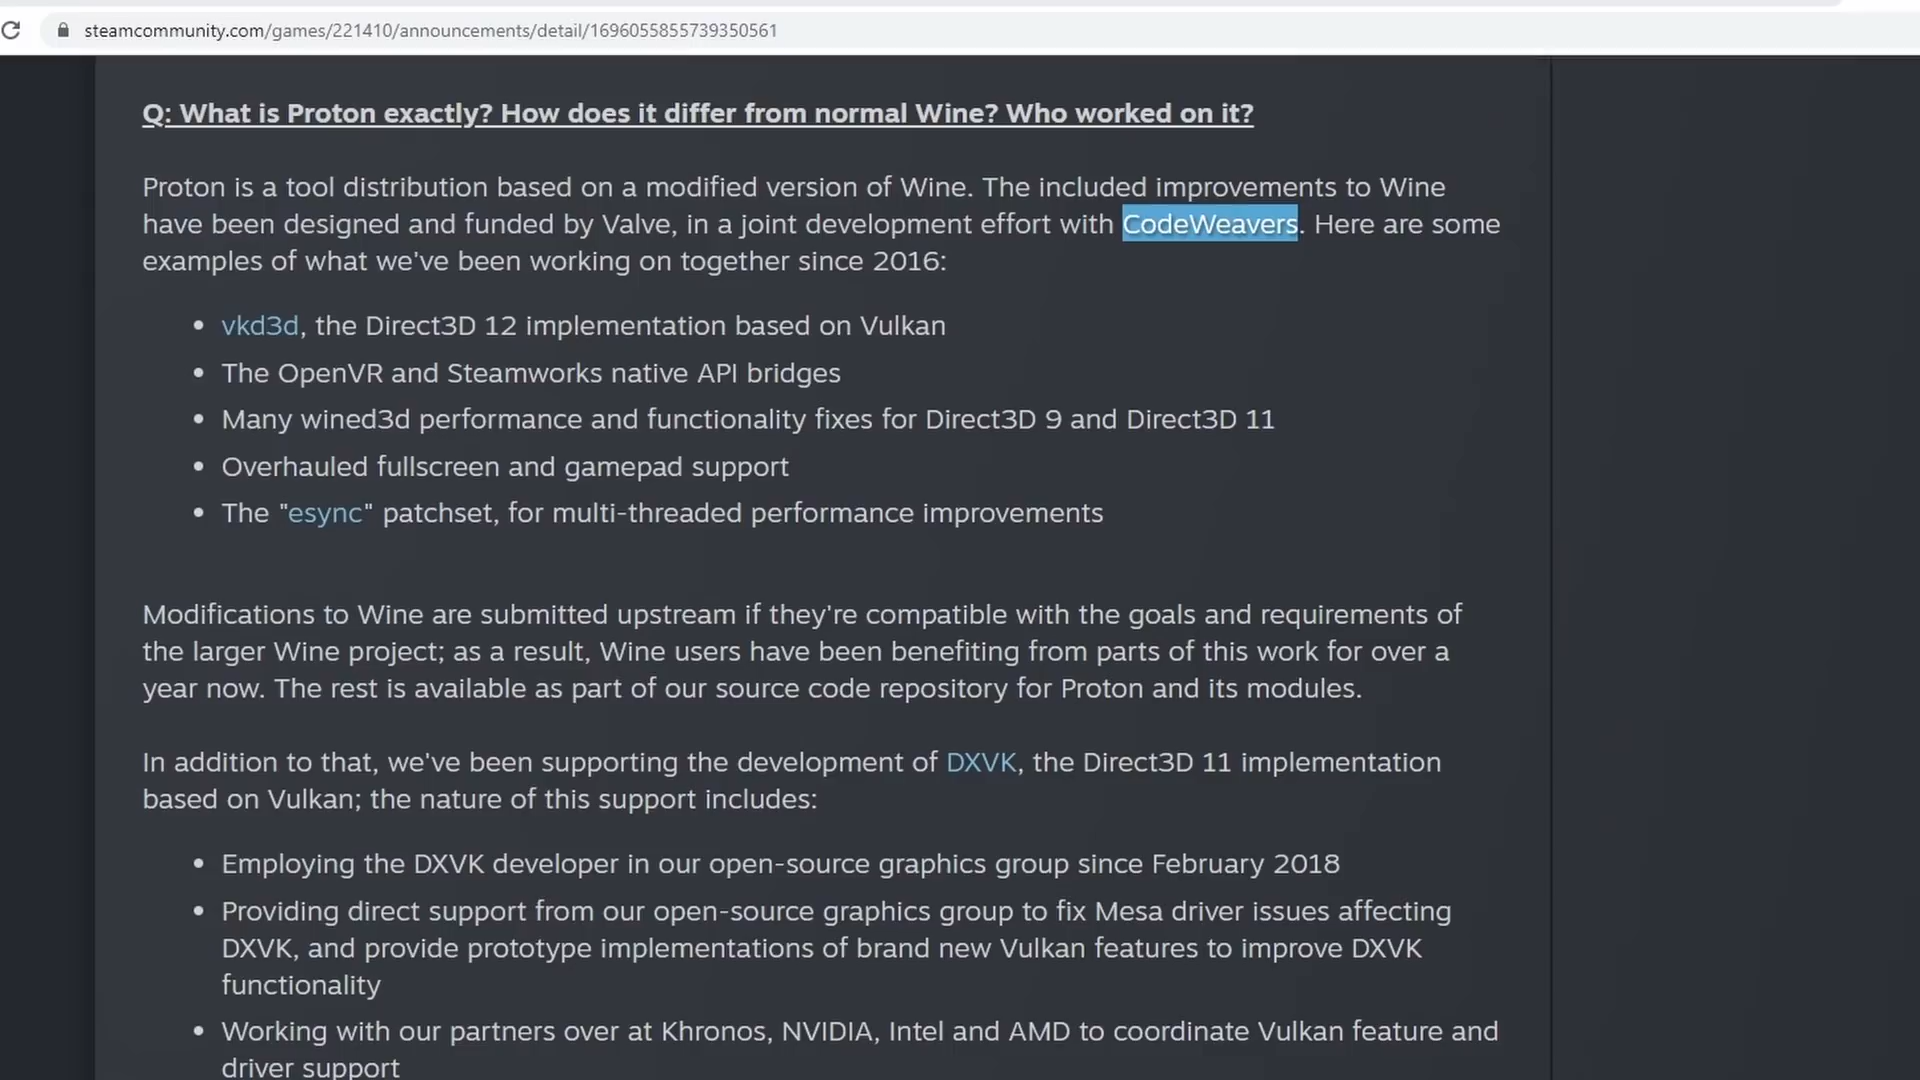 steamcommunity.com/games/221410/announcements/detail/1696055855739350561
Q: What is Proton exactly? How does it differ from normal Wine? Who worked on it?
Proton is a tool distribution based on a modified version of Wine. The included improvements to Wine
have been designed and funded by Valve, in a joint development effort with CodeWeavers. Here are some
examples of what we've been working on together since 2016:
• vkd3d, the Direct3D 12 implementation based on Vulkan
• The OpenVR and Steamworks native API bridges
• Many wined3d performance and functionality fixes for Direct3D 9 and Direct3D 11
• Overhauled fullscreen and gamepad support
• The "esync" patchset, for multi-threaded performance improvements
Modifications to Wine are submitted upstream if they're compatible with the goals and requirements of
the larger Wine project; as a result, Wine users have been benefiting from parts of this work for over a
year now. The rest is available as part of our source code repository for Proton and its modules.
In addition to that, we've been supporting the development of DXVK, the Direct3D 11 implementation
based on Vulkan; the nature of this support includes:
• Employing the DXVK developer in our open-source graphics group since February 2018
• Providing direct support from our open-source graphics group to fix Mesa driver issues affecting
DXVK, and provide prototype implementations of brand new Vulkan features to improve DXVK
functionality
• Working with our partners over at Khronos, NVIDIA, Intel and AMD to coordinate Vulkan feature and
driver support